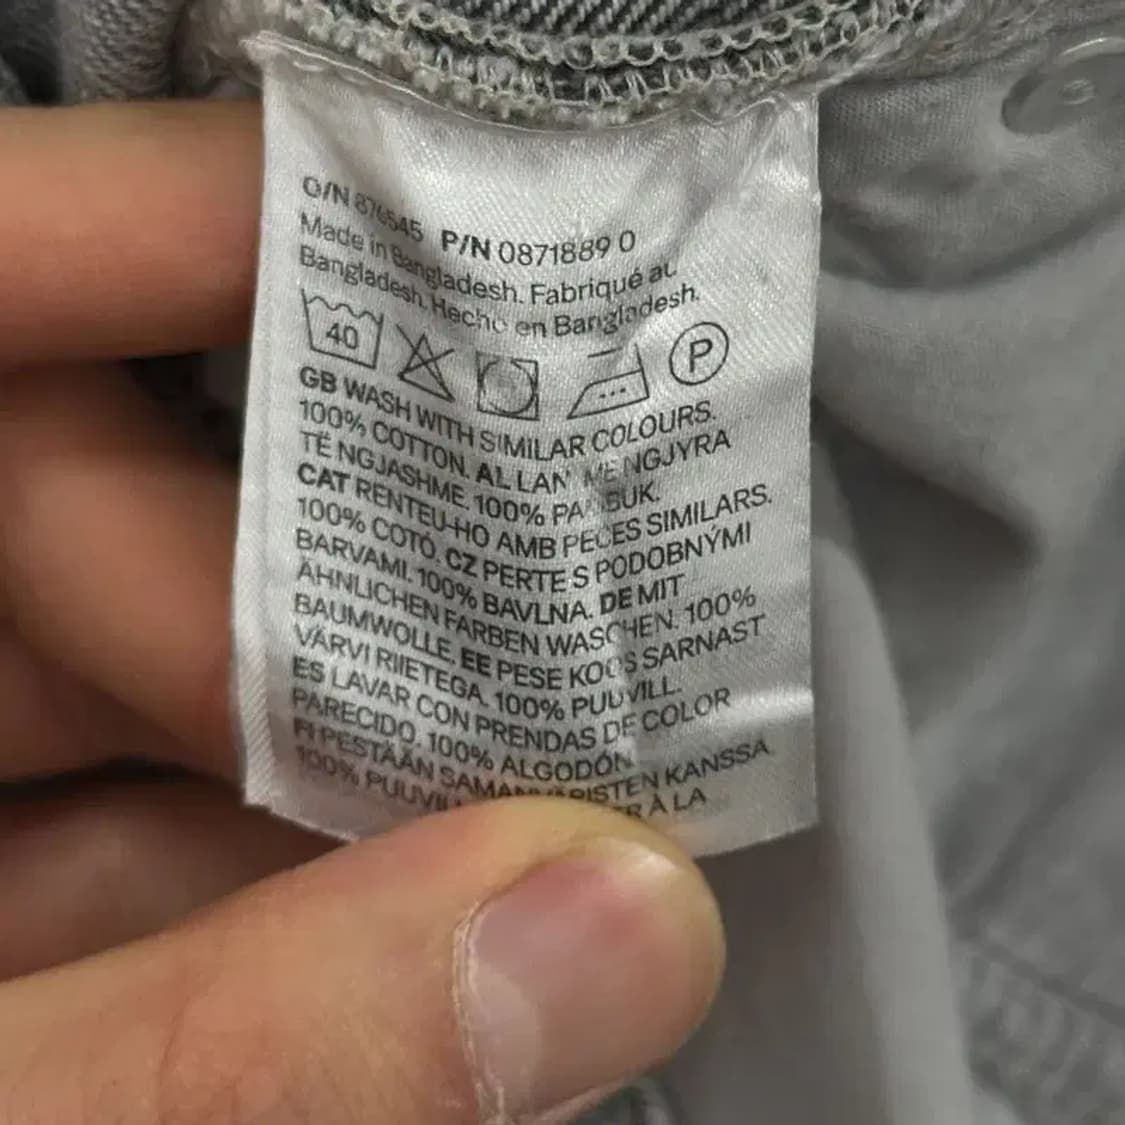 O/N 876545 P/N 0871889 0
Made in Bangladesh. Fabriqué au
Bangladesh. Hecho en Bangladesh.
40 P
GB WASH WITH SIMILAR COLOURS.
100% COTTON. AL LAN ME NGJYRA
TË NGJASHME. 100% PAMBUK.
CAT RENTEU-HO AMB PECES SIMILARS.
100% COTÓ. CZ PERTE S PODOBNÝMI
BARVAMI. 100% BAVLNA. DE MIT
ÄHNLICHEN FARBEN WASCHEN. 100%
BAUMWOLLE. EE PESE KOOS SARNAST
VÄRVI RIIETEGA. 100% PUUVILL.
ES LAVAR CON PRENDAS DE COLOR
PARECIDO. 100% ALGODÓN.
FI PESTÄÄN SAMANVÄRISTEN KANSSA.
100% À LA